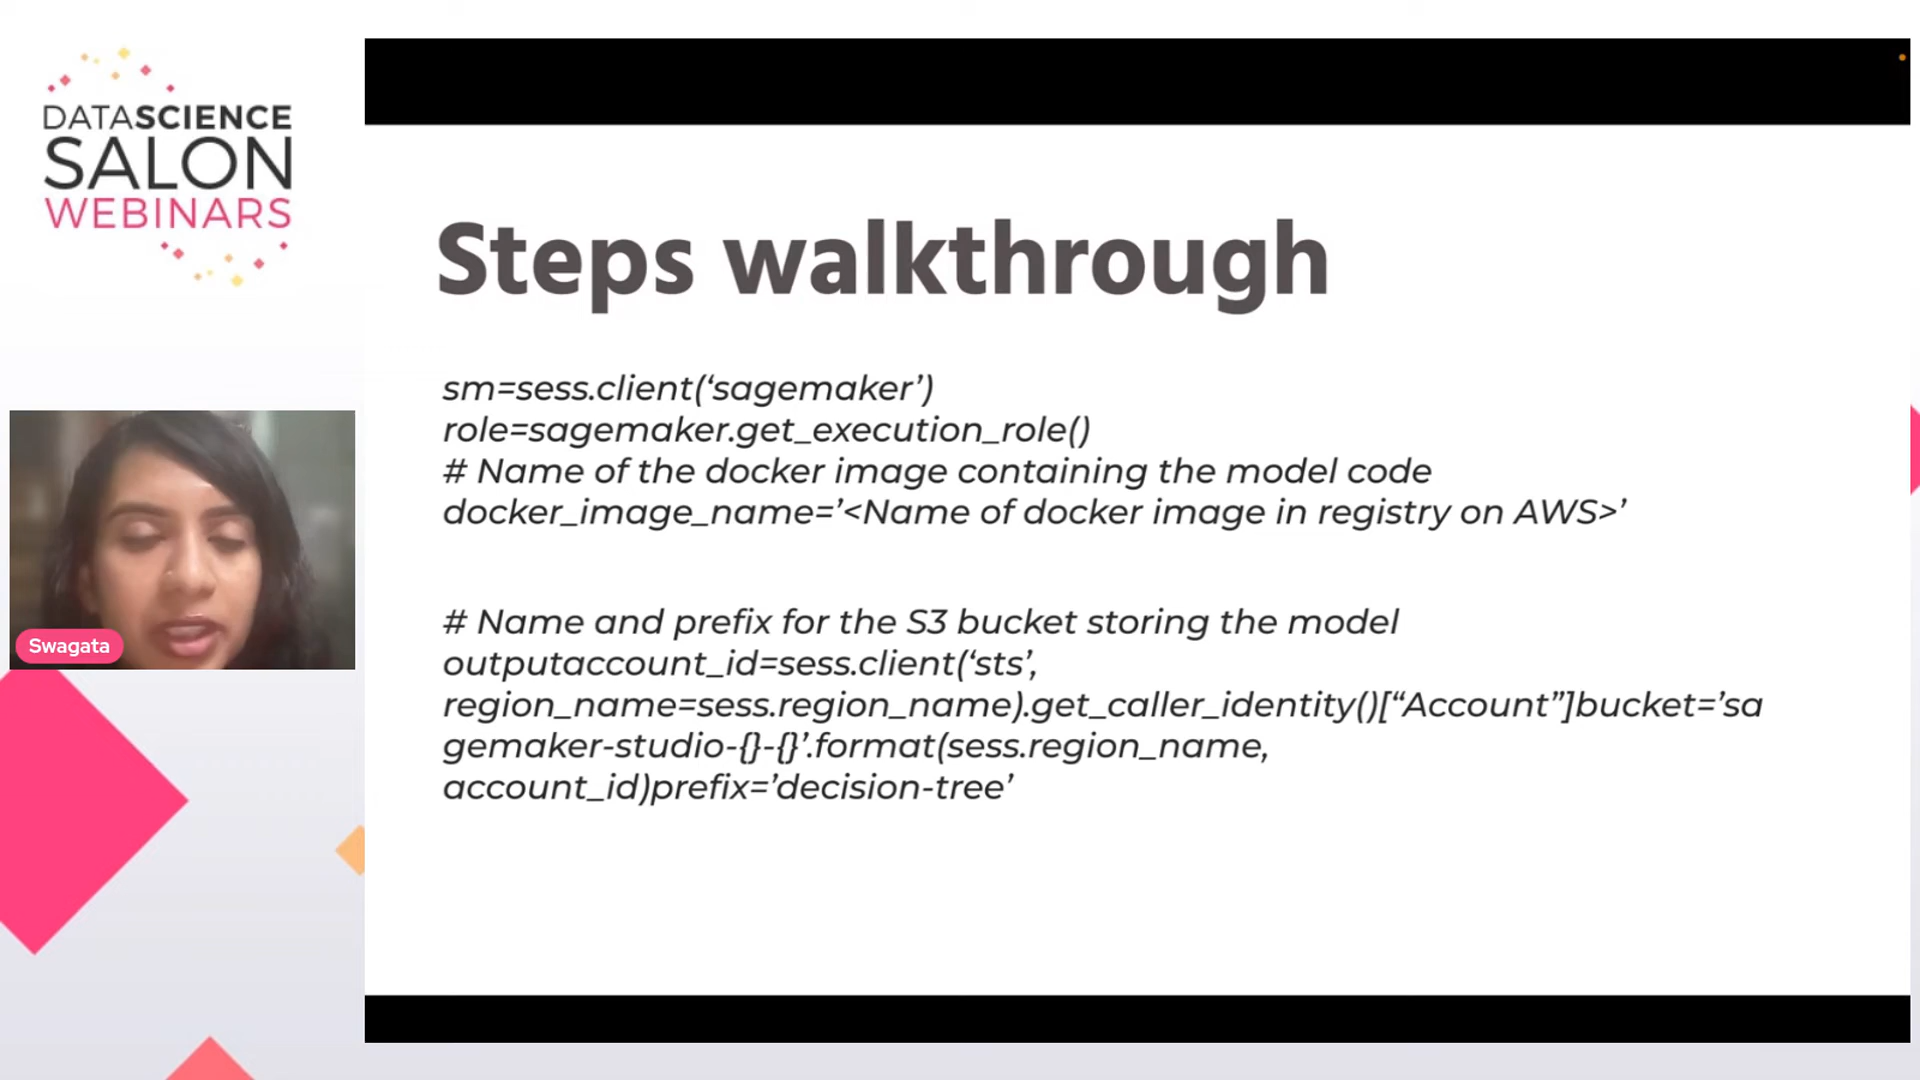 DATASCIENCE
SALON
WEBINARS
Steps walkthrough
sm=sess.client(‘sagemaker’)
role=sagemaker.get_execution_role()
# Name of the docker image containing the model code
docker_image_name=’<Name of docker image in registry on AWS>’
# Name and prefix for the S3 bucket storing the model
outputaccount_id=sess.client(‘sts’,
region_name=sess.region_name).get_caller_identity()[“Account”]bucket=’sa
gemaker-studio-{}-{}’.format(sess.region_name,
account_id)prefix=’decision-tree’
Swagata